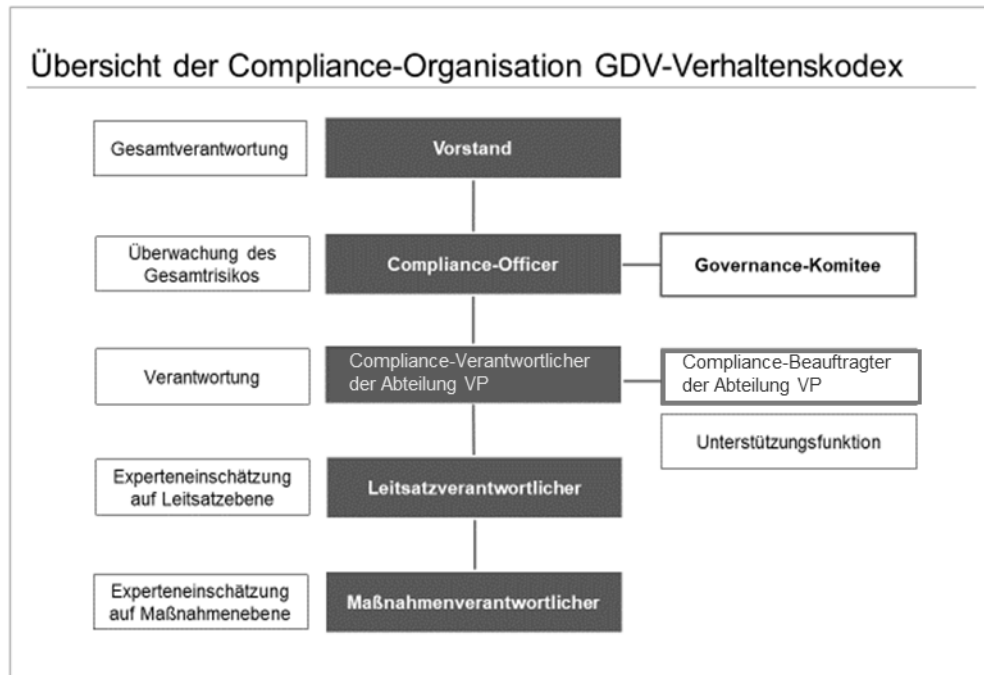 Übersicht der Compliance-Organisation GDV-Verhaltenskodex
Gesamtverantwortung
Vorstand
Überwachung des
Gesamtrisikos
Compliance-Officer
Governance-Komitee
Verantwortung
Compliance-Verantwortlicher
der Abteilung VP
Compliance-Beauftragter
der Abteilung VP
Unterstützungsfunktion
Experteneinschätzung
auf Leitsatzebene
Leitsatzverantwortlicher
Experteneinschätzung
auf Maßnahmenebene
Maßnahmenverantwortlicher